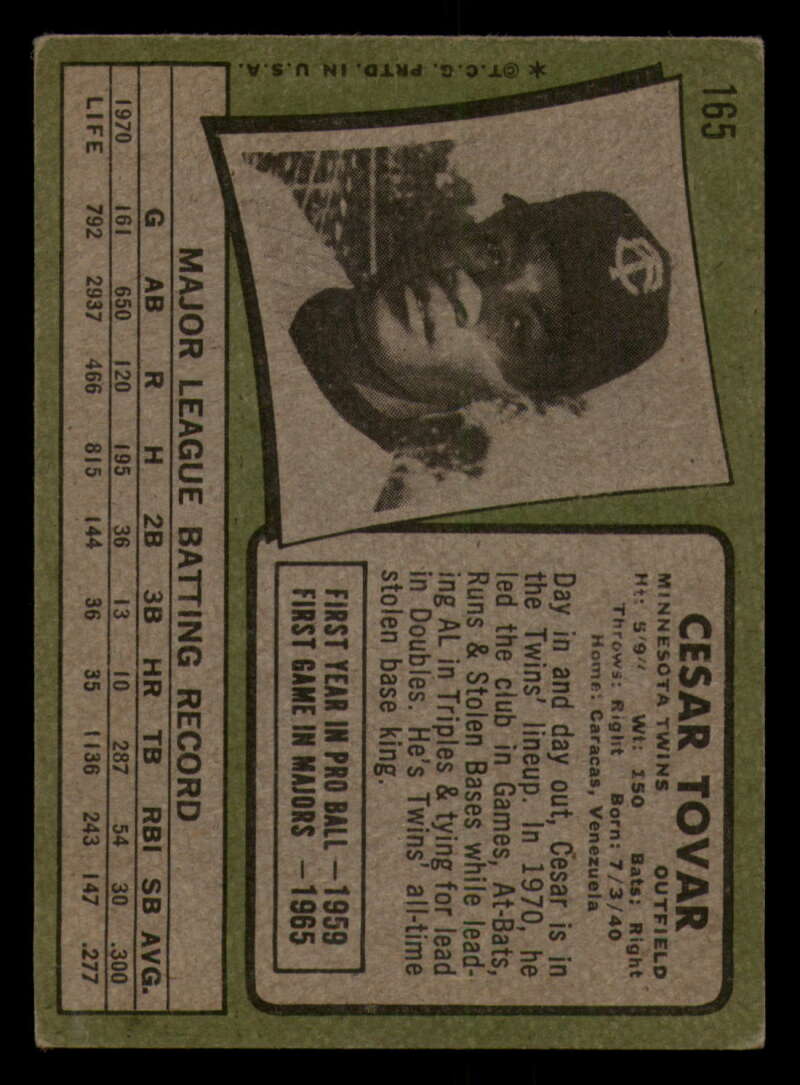 165
CESAR TOVAR
MINNESOTA TWINS OUTFIELD
Ht: 5'9" Wt: 150 Bats: Right
Throws: Right Born: 7/3/40
Home: Caracas, Venezuela
Day in and day out, Cesar is in
the Twins' lineup. In 1970, he
led the club in Games, At-Bats,
Runs & Stolen Bases while lead-
ing AL in Triples & tying for lead
in Doubles. He's Twins' all-time
stolen base king.
FIRST YEAR IN PRO BALL — 1959
FIRST GAME IN MAJORS — 1965
TC
MAJOR LEAGUE BATTING RECORD
G AB R H 2B 3B HR TB RBI SB AVG.
1970 161 650 120 195 36 13 10 287 54 30 .300
LIFE 792 2937 466 815 144 36 35 1136 243 147 .277
✶ ©T.C.G. PRTD. IN U.S.A.